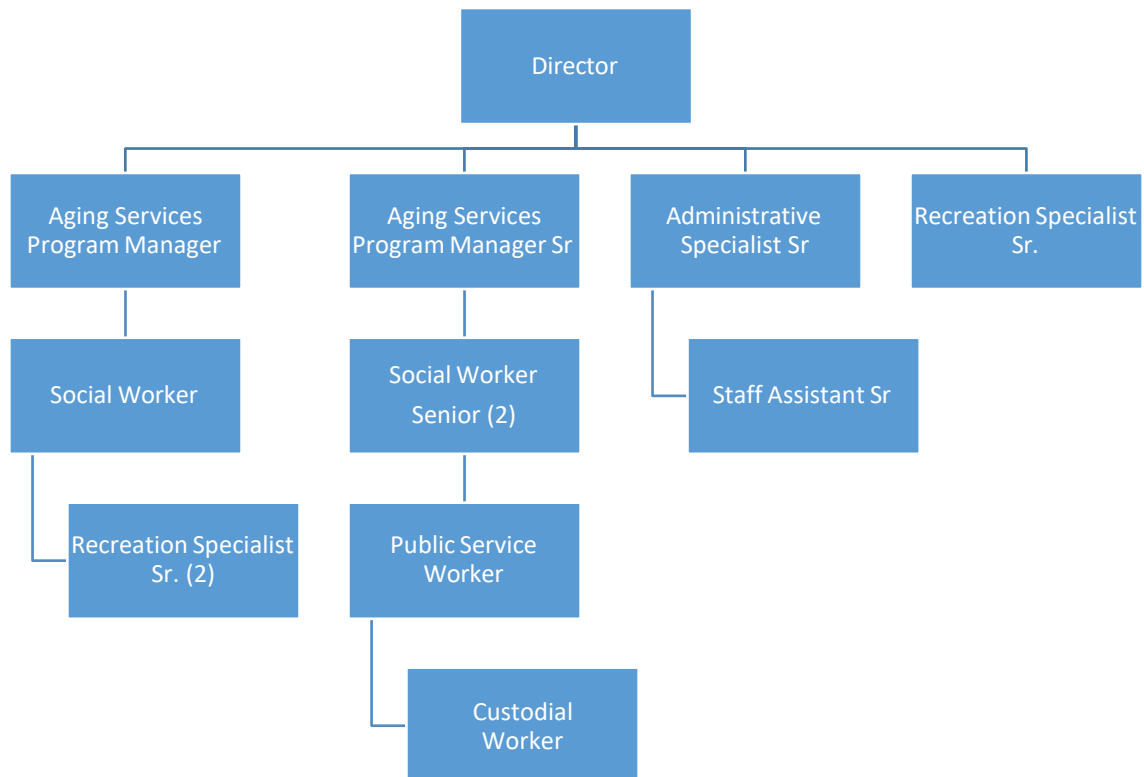 Director
Aging Services
Program Manager
Aging Services
Program Manager Sr
Administrative
Specialist Sr
Recreation Specialist
Sr.
Social Worker
Social Worker
Senior (2)
Staff Assistant Sr
Recreation Specialist
Sr. (2)
Public Service
Worker
Custodial
Worker